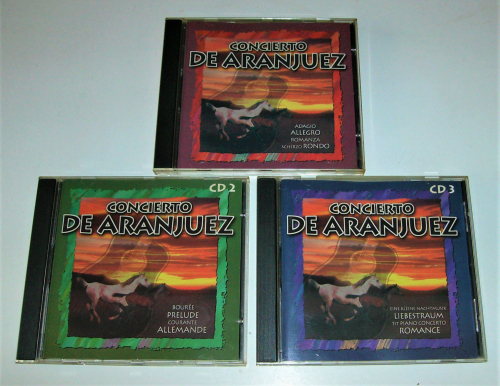 CONCIERTO
DE ARANJUEZ
ADAGIO
ALLEGRO
ROMANZA
SCHERZO RONDO
CD 2
CONCIERTO
DE ARANJUEZ
BOURÉE
PRELUDE
COURANTE
ALLEMANDE
CD 3
CONCIERTO
DE ARANJUEZ
EINE KLEINE NACHTMUSIK
LIEBESTRAUM
1st PIANO CONCERTO
ROMANCE